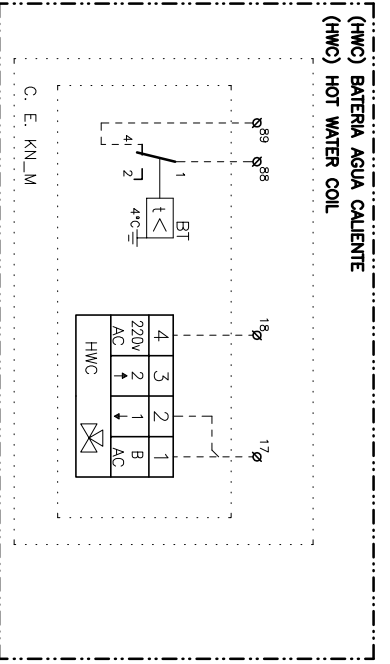 (HWC) BATERIA AGUA CALIENTE
(HWC) HOT WATER COIL
89
88
18
17
4
1
2
t <
BT
4°C
4 3 2 1
220v 2 1 B
AC AC
HWC
C. E. KN_M